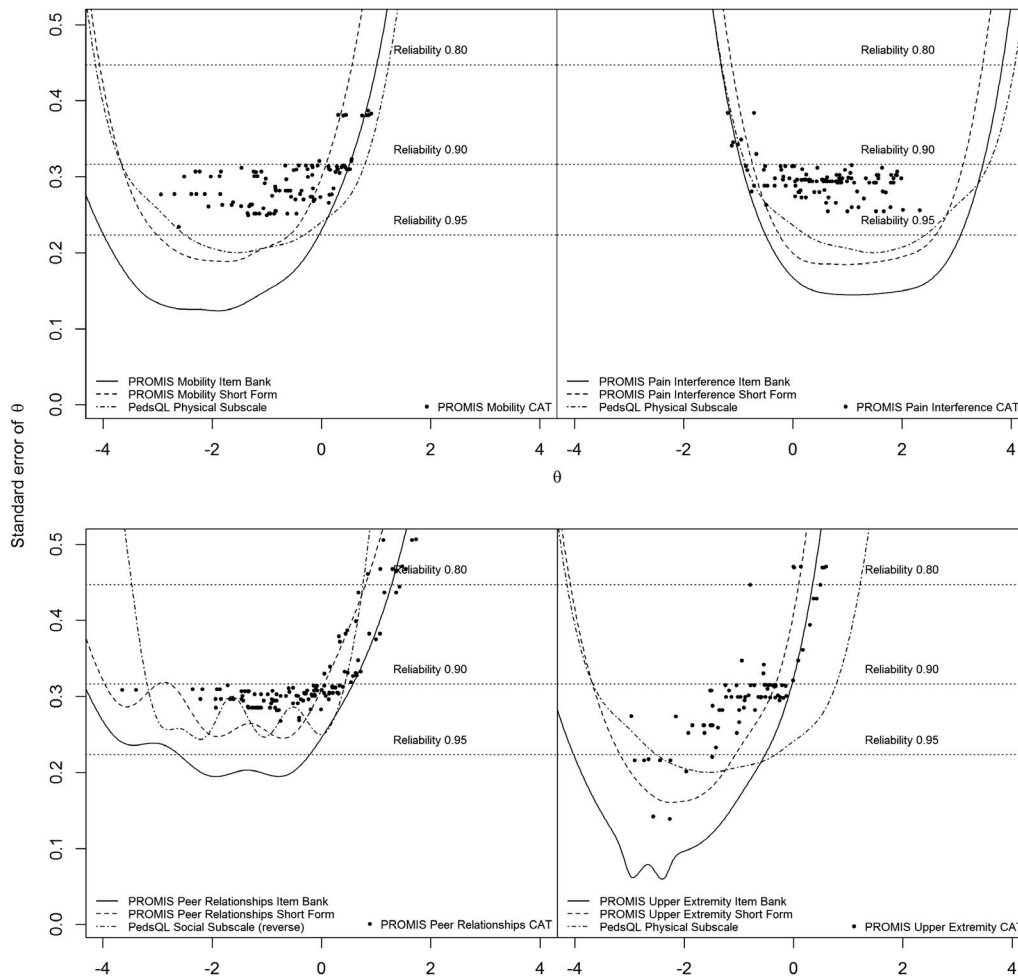 0.5
0.4
0.3
0.2
0.1
0.0
Reliability 0.80
Reliability 0.90
Reliability 0.95
PROMIS Mobility Item Bank
PROMIS Mobility Short Form
PedsQL Physical Subscale
PROMIS Mobility CAT
Reliability 0.80
Reliability 0.90
Reliability 0.95
PROMIS Pain Interference Item Bank
PROMIS Pain Interference Short Form
PedsQL Physical Subscale
PROMIS Pain Interference CAT
-4 -2 0 2 4
-4 -2 0 2 4
θ
Standard error of θ
0.5
0.4
0.3
0.2
0.1
0.0
Reliability 0.80
Reliability 0.90
Reliability 0.95
PROMIS Peer Relationships Item Bank
PROMIS Peer Relationships Short Form
PedsQL Social Subscale (reverse)
PROMIS Peer Relationships CAT
Reliability 0.80
Reliability 0.90
Reliability 0.95
PROMIS Upper Extremity Item Bank
PROMIS Upper Extremity Short Form
PedsQL Physical Subscale
PROMIS Upper Extremity CAT
-4 -2 0 2 4
-4 -2 0 2 4